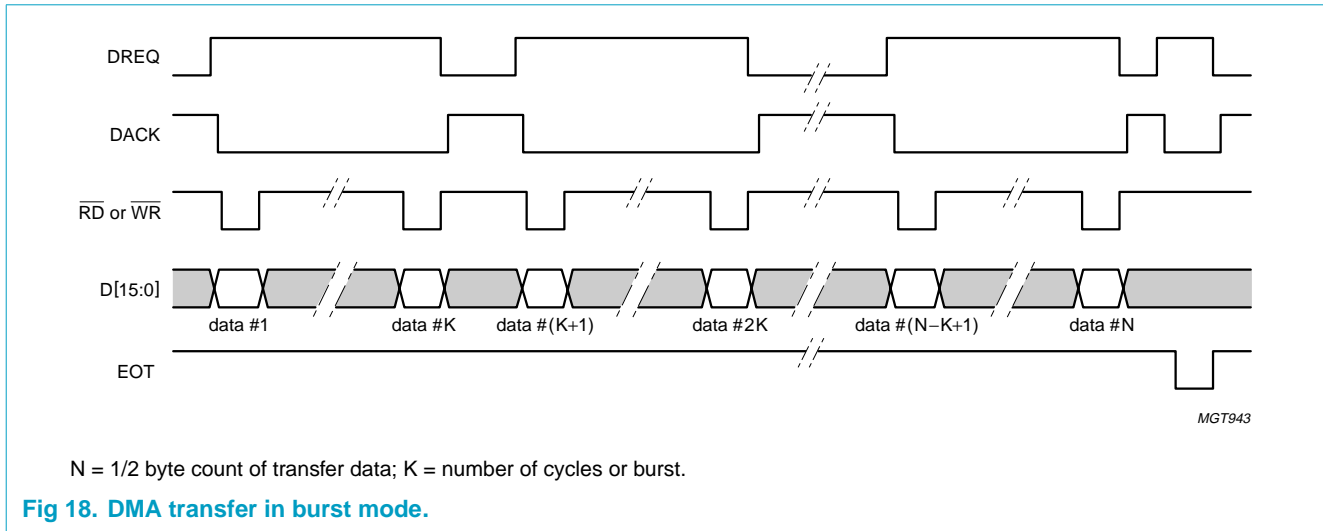 DREQ
DACK
RD or WR
D[15:0]
data #1 data #K data #(K+1) data #2K data #(N−K+1) data #N
EOT
MGT943
N = 1/2 byte count of transfer data; K = number of cycles or burst.
Fig 18. DMA transfer in burst mode.